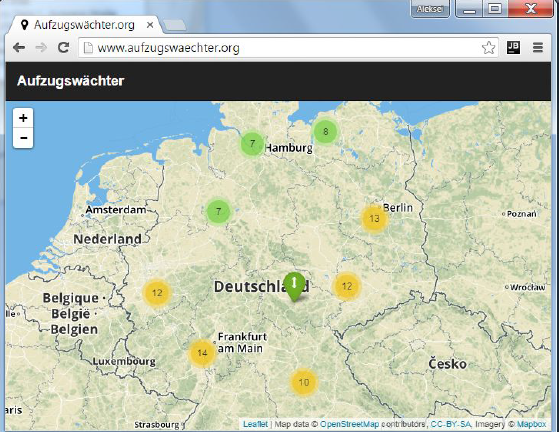 Aleksei
Aufzugswächter.org
www.aufzugswaechter.org
Aufzugswächter
+
-
8
7
Hamburg
7
Amsterdam
Berlin
13
Poznań
Nederland
12
Deutschland
12
Wrocław
Belgique ·
België ·
Belgien
Frankfurt
am Main
14
Luxembourg
Česko
10
aris
Strasbourg
Leaflet | Map data © OpenStreetMap contributors, CC-BY-SA, Imagery © Mapbox